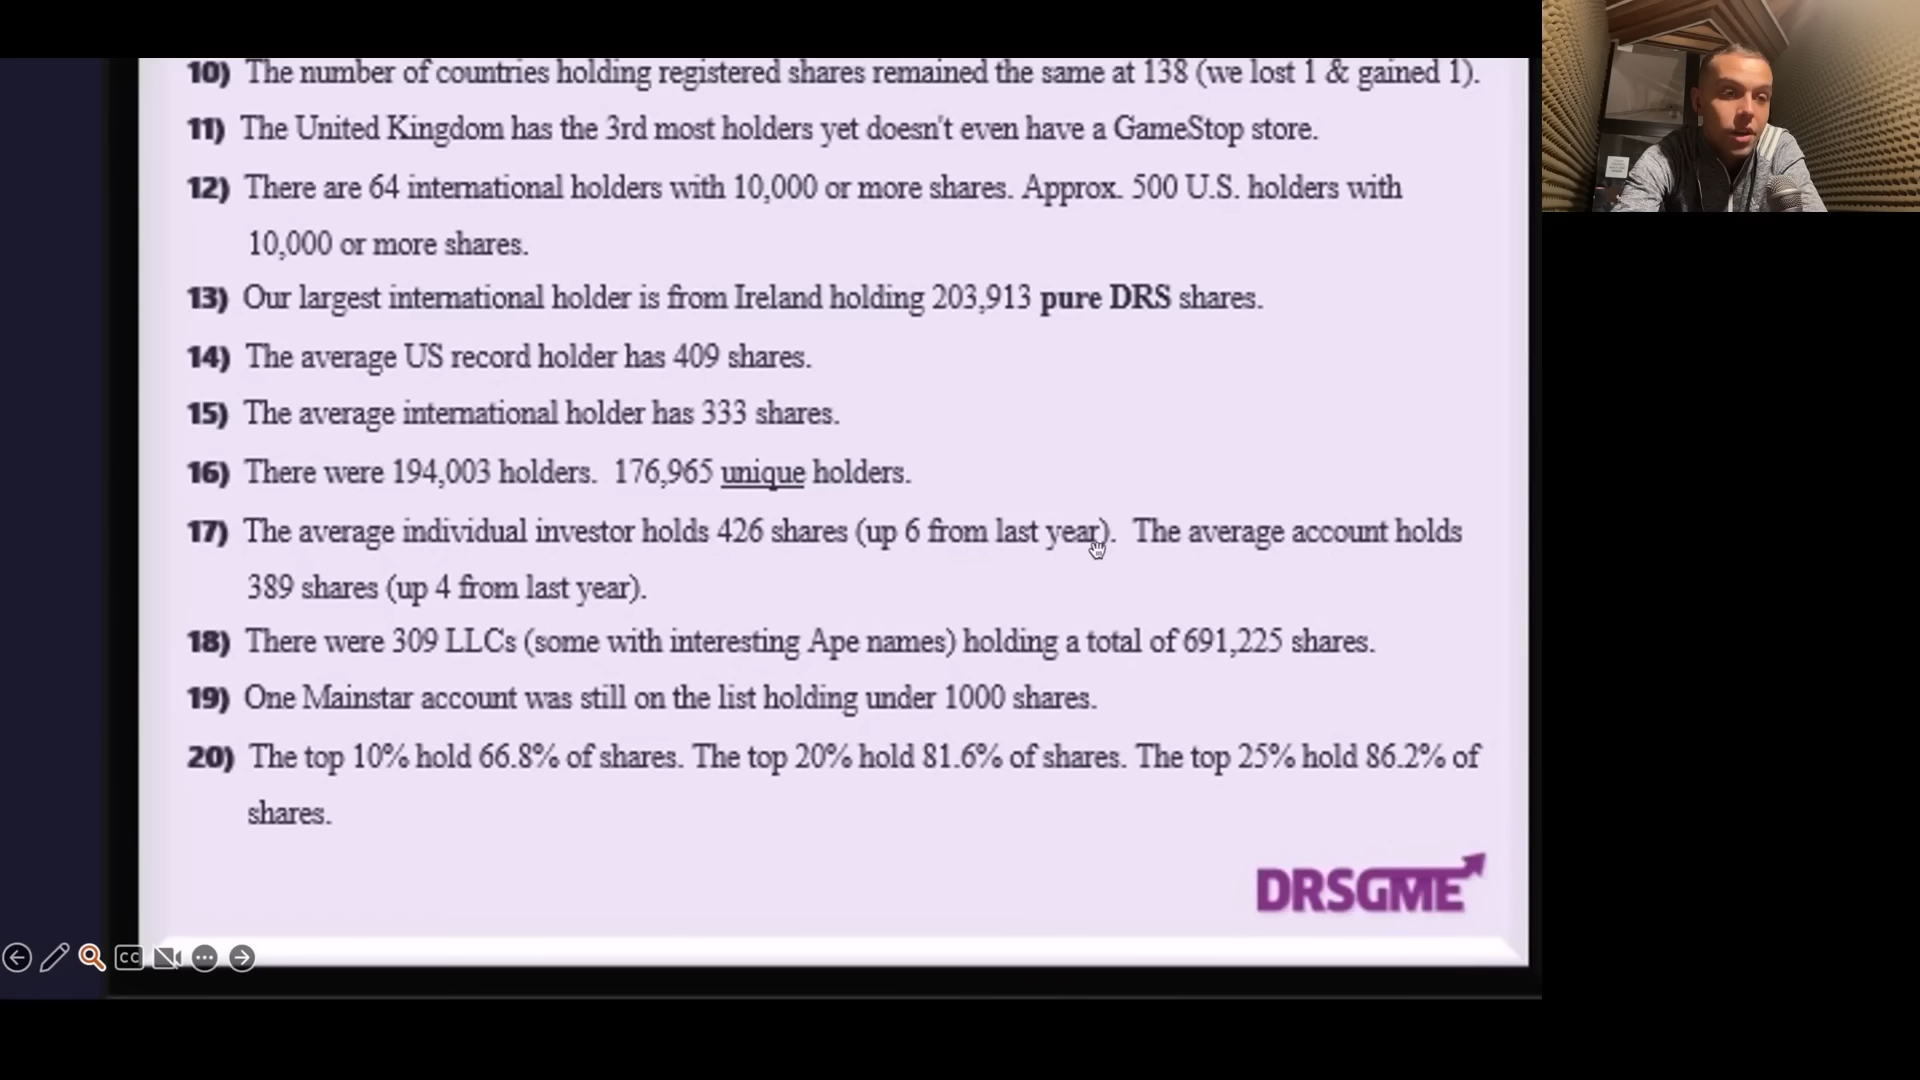 10) The number of countries holding registered shares remained the same at 138 (we lost 1 & gained 1).
11) The United Kingdom has the 3rd most holders yet doesn't even have a GameStop store.
12) There are 64 international holders with 10,000 or more shares. Approx. 500 U.S. holders with
10,000 or more shares.
13) Our largest international holder is from Ireland holding 203,913 pure DRS shares.
14) The average US record holder has 409 shares.
15) The average international holder has 333 shares.
16) There were 194,003 holders.  176,965 unique holders.
17) The average individual investor holds 426 shares (up 6 from last year).  The average account holds
389 shares (up 4 from last year).
18) There were 309 LLCs (some with interesting Ape names) holding a total of 691,225 shares.
19) One Mainstar account was still on the list holding under 1000 shares.
20) The top 10% hold 66.8% of shares. The top 20% hold 81.6% of shares. The top 25% hold 86.2% of
shares.
DRSGME
CC